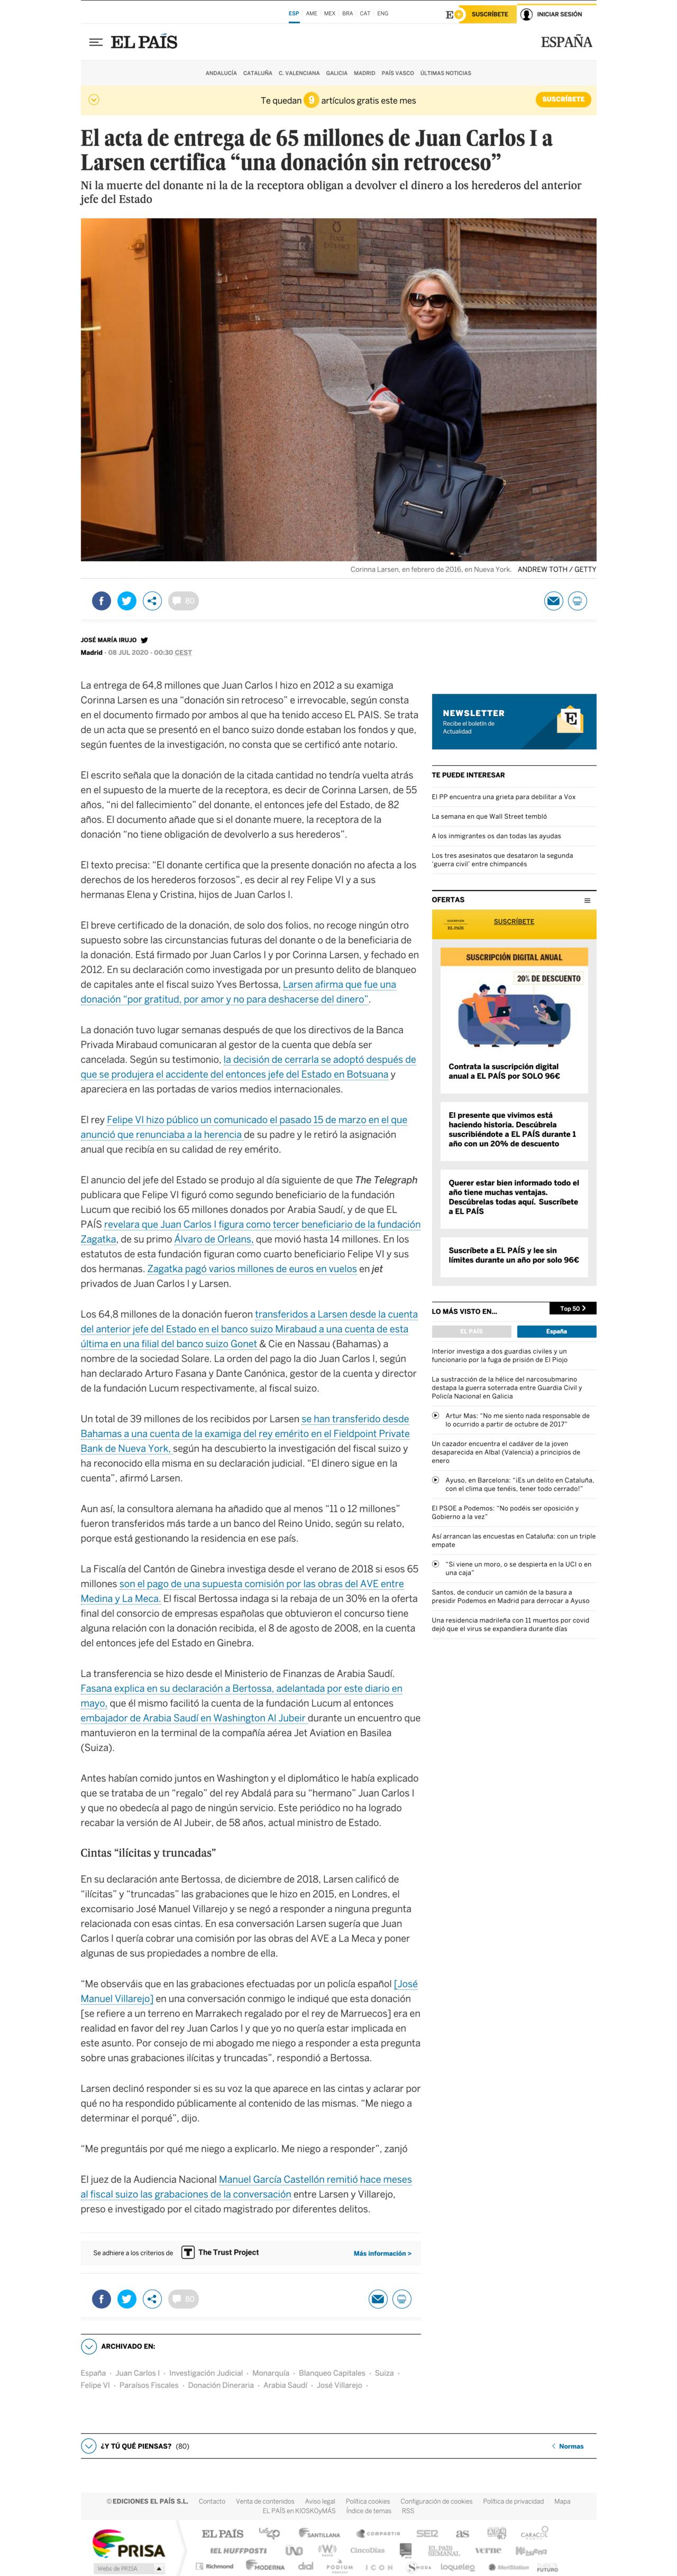 ESP AME MEX BRA CAT ENG
SUSCRÍBETE INICIAR SESIÓN
EL PAÍS
ESPAÑA
ANDALUCÍA CATALUÑA C. VALENCIANA GALICIA MADRID PAÍS VASCO ÚLTIMAS NOTICIAS
Te quedan 9 artículos gratis este mes
SUSCRÍBETE
El acta de entrega de 65 millones de Juan Carlos I a
Larsen certifica “una donación sin retroceso”
Ni la muerte del donante ni la de la receptora obligan a devolver el dinero a los herederos del anterior
jefe del Estado
Corinna Larsen, en febrero de 2016, en Nueva York. ANDREW TOTH / GETTY
80
JOSÉ MARÍA IRUJO
Madrid - 08 JUL 2020 - 00:30 CEST
La entrega de 64,8 millones que Juan Carlos I hizo en 2012 a su examiga
Corinna Larsen es una “donación sin retroceso” e irrevocable, según consta
en el documento firmado por ambos al que ha tenido acceso EL PAIS. Se trata
de un acta que se presentó en el banco suizo donde estaban los fondos y que,
según fuentes de la investigación, no consta que se certificó ante notario.
El escrito señala que la donación de la citada cantidad no tendría vuelta atrás
en el supuesto de la muerte de la receptora, es decir de Corinna Larsen, de 55
años, “ni del fallecimiento” del donante, el entonces jefe del Estado, de 82
años. El documento añade que si el donante muere, la receptora de la
donación “no tiene obligación de devolverlo a sus herederos”.
El texto precisa: “El donante certifica que la presente donación no afecta a los
derechos de los herederos forzosos”, es decir al rey Felipe VI y a sus
hermanas Elena y Cristina, hijos de Juan Carlos I.
El breve certificado de la donación, de solo dos folios, no recoge ningún otro
supuesto sobre las circunstancias futuras del donante o de la beneficiaria de
la donación. Está firmado por Juan Carlos I y por Corinna Larsen, y fechado en
2012. En su declaración como investigada por un presunto delito de blanqueo
de capitales ante el fiscal suizo Yves Bertossa, Larsen afirma que fue una
donación “por gratitud, por amor y no para deshacerse del dinero”.
La donación tuvo lugar semanas después de que los directivos de la Banca
Privada Mirabaud comunicaran al gestor de la cuenta que debía ser
cancelada. Según su testimonio, la decisión de cerrarla se adoptó después de
que se produjera el accidente del entonces jefe del Estado en Botsuana y
apareciera en las portadas de varios medios internacionales.
El rey Felipe VI hizo público un comunicado el pasado 15 de marzo en el que
anunció que renunciaba a la herencia de su padre y le retiró la asignación
anual que recibía en su calidad de rey emérito.
El anuncio del jefe del Estado se produjo al día siguiente de que The Telegraph
publicara que Felipe VI figuró como segundo beneficiario de la fundación
Lucum que recibió los 65 millones donados por Arabia Saudí, y de que EL
PAÍS revelara que Juan Carlos I figura como tercer beneficiario de la fundación
Zagatka, de su primo Álvaro de Orleans, que movió hasta 14 millones. En los
estatutos de esta fundación figuran como cuarto beneficiario Felipe VI y sus
dos hermanas. Zagatka pagó varios millones de euros en vuelos en jet
privados de Juan Carlos I y Larsen.
Los 64,8 millones de la donación fueron transferidos a Larsen desde la cuenta
del anterior jefe del Estado en el banco suizo Mirabaud a una cuenta de esta
última en una filial del banco suizo Gonet & Cie en Nassau (Bahamas) a
nombre de la sociedad Solare. La orden del pago la dio Juan Carlos I, según
han declarado Arturo Fasana y Dante Canónica, gestor de la cuenta y director
de la fundación Lucum respectivamente, al fiscal suizo.
Un total de 39 millones de los recibidos por Larsen se han transferido desde
Bahamas a una cuenta de la examiga del rey emérito en el Fieldpoint Private
Bank de Nueva York, según ha descubierto la investigación del fiscal suizo y
ha reconocido ella misma en su declaración judicial. “El dinero sigue en la
cuenta”, afirmó Larsen.
Aun así, la consultora alemana ha añadido que al menos “11 o 12 millones”
fueron transferidos más tarde a un banco del Reino Unido, según su relato,
porque está gestionando la residencia en ese país.
La Fiscalía del Cantón de Ginebra investiga desde el verano de 2018 si esos 65
millones son el pago de una supuesta comisión por las obras del AVE entre
Medina y La Meca. El fiscal Bertossa indaga si la rebaja de un 30% en la oferta
final del consorcio de empresas españolas que obtuvieron el concurso tiene
alguna relación con la donación recibida, el 8 de agosto de 2008, en la cuenta
del entonces jefe del Estado en Ginebra.
La transferencia se hizo desde el Ministerio de Finanzas de Arabia Saudí.
Fasana explica en su declaración a Bertossa, adelantada por este diario en
mayo, que él mismo facilitó la cuenta de la fundación Lucum al entonces
embajador de Arabia Saudí en Washington Al Jubeir durante un encuentro que
mantuvieron en la terminal de la compañía aérea Jet Aviation en Basilea
(Suiza).
Antes habían comido juntos en Washington y el diplomático le había explicado
que se trataba de un “regalo” del rey Abdalá para su “hermano” Juan Carlos I
y que no obedecía al pago de ningún servicio. Este periódico no ha logrado
recabar la versión de Al Jubeir, de 58 años, actual ministro de Estado.
Cintas “ilícitas y truncadas”
En su declaración ante Bertossa, de diciembre de 2018, Larsen calificó de
“ilícitas” y “truncadas” las grabaciones que le hizo en 2015, en Londres, el
excomisario José Manuel Villarejo y se negó a responder a ninguna pregunta
relacionada con esas cintas. En esa conversación Larsen sugería que Juan
Carlos I quería cobrar una comisión por las obras del AVE a La Meca y poner
algunas de sus propiedades a nombre de ella.
“Me observáis que en las grabaciones efectuadas por un policía español [José
Manuel Villarejo] en una conversación conmigo le indiqué que esta donación
[se refiere a un terreno en Marrakech regalado por el rey de Marruecos] era en
realidad en favor del rey Juan Carlos I y que yo no quería estar implicada en
este asunto. Por consejo de mi abogado me niego a responder a esta pregunta
sobre unas grabaciones ilícitas y truncadas”, respondió a Bertossa.
Larsen declinó responder si es su voz la que aparece en las cintas y aclarar por
qué no ha respondido públicamente al contenido de las mismas. “Me niego a
determinar el porqué”, dijo.
“Me preguntáis por qué me niego a explicarlo. Me niego a responder”, zanjó
El juez de la Audiencia Nacional Manuel García Castellón remitió hace meses
al fiscal suizo las grabaciones de la conversación entre Larsen y Villarejo,
preso e investigado por el citado magistrado por diferentes delitos.
Se adhiere a los criterios de The Trust Project Más información >
80
ARCHIVADO EN:
España · Juan Carlos I · Investigación Judicial · Monarquía · Blanqueo Capitales · Suiza ·
Felipe VI · Paraísos Fiscales · Donación Dineraria · Arabia Saudí · José Villarejo ·
NEWSLETTER
Recibe el boletín de
Actualidad
TE PUEDE INTERESAR
El PP encuentra una grieta para debilitar a Vox
La semana en que Wall Street tembló
A los inmigrantes os dan todas las ayudas
Los tres asesinatos que desataron la segunda
‘guerra civil’ entre chimpancés
OFERTAS
EL PAÍS
SUSCRÍBETE
SUSCRIPCIÓN DIGITAL ANUAL
20% DE DESCUENTO
Contrata la suscripción digital
anual a EL PAÍS por SOLO 96€
El presente que vivimos está
haciendo historia. Descúbrela
suscribiéndote a EL PAÍS durante 1
año con un 20% de descuento
Querer estar bien informado todo el
año tiene muchas ventajas.
Descúbrelas todas aquí. Suscríbete
a EL PAÍS
Suscríbete a EL PAÍS y lee sin
límites durante un año por solo 96€
LO MÁS VISTO EN... Top 50
EL PAÍS España
Interior investiga a dos guardias civiles y un
funcionario por la fuga de prisión de El Piojo
La sustracción de la hélice del narcosubmarino
destapa la guerra soterrada entre Guardia Civil y
Policía Nacional en Galicia
Artur Mas: “No me siento nada responsable de
lo ocurrido a partir de octubre de 2017”
Un cazador encuentra el cadáver de la joven
desaparecida en Albal (Valencia) a principios de
enero
Ayuso, en Barcelona: “¡Es un delito en Cataluña,
con el clima que tenéis, tener todo cerrado!”
El PSOE a Podemos: “No podéis ser oposición y
Gobierno a la vez”
Así arrancan las encuestas en Cataluña: con un triple
empate
“Si viene un moro, o se despierta en la UCI o en
una caja”
Santos, de conducir un camión de la basura a
presidir Podemos en Madrid para derrocar a Ayuso
Una residencia madrileña con 11 muertos por covid
dejó que el virus se expandiera durante días
¿Y TÚ QUÉ PIENSAS? (80)
Normas
© EDICIONES EL PAÍS S.L. Contacto Venta de contenidos Aviso legal Política cookies Configuración de cookies Política de privacidad Mapa
EL PAÍS en KIOSKOyMÁS Índice de temas RSS
PRISA
Webs de PRISA
EL PAÍS SANTILLANA COMPARTIR SER as CARACOL
EL HUFFPOST CincoDías EL PAÍS SEMANAL verne
Richmond MODERNA dial PODIUM ICON Smoda loqueleo Meristation FUTURO